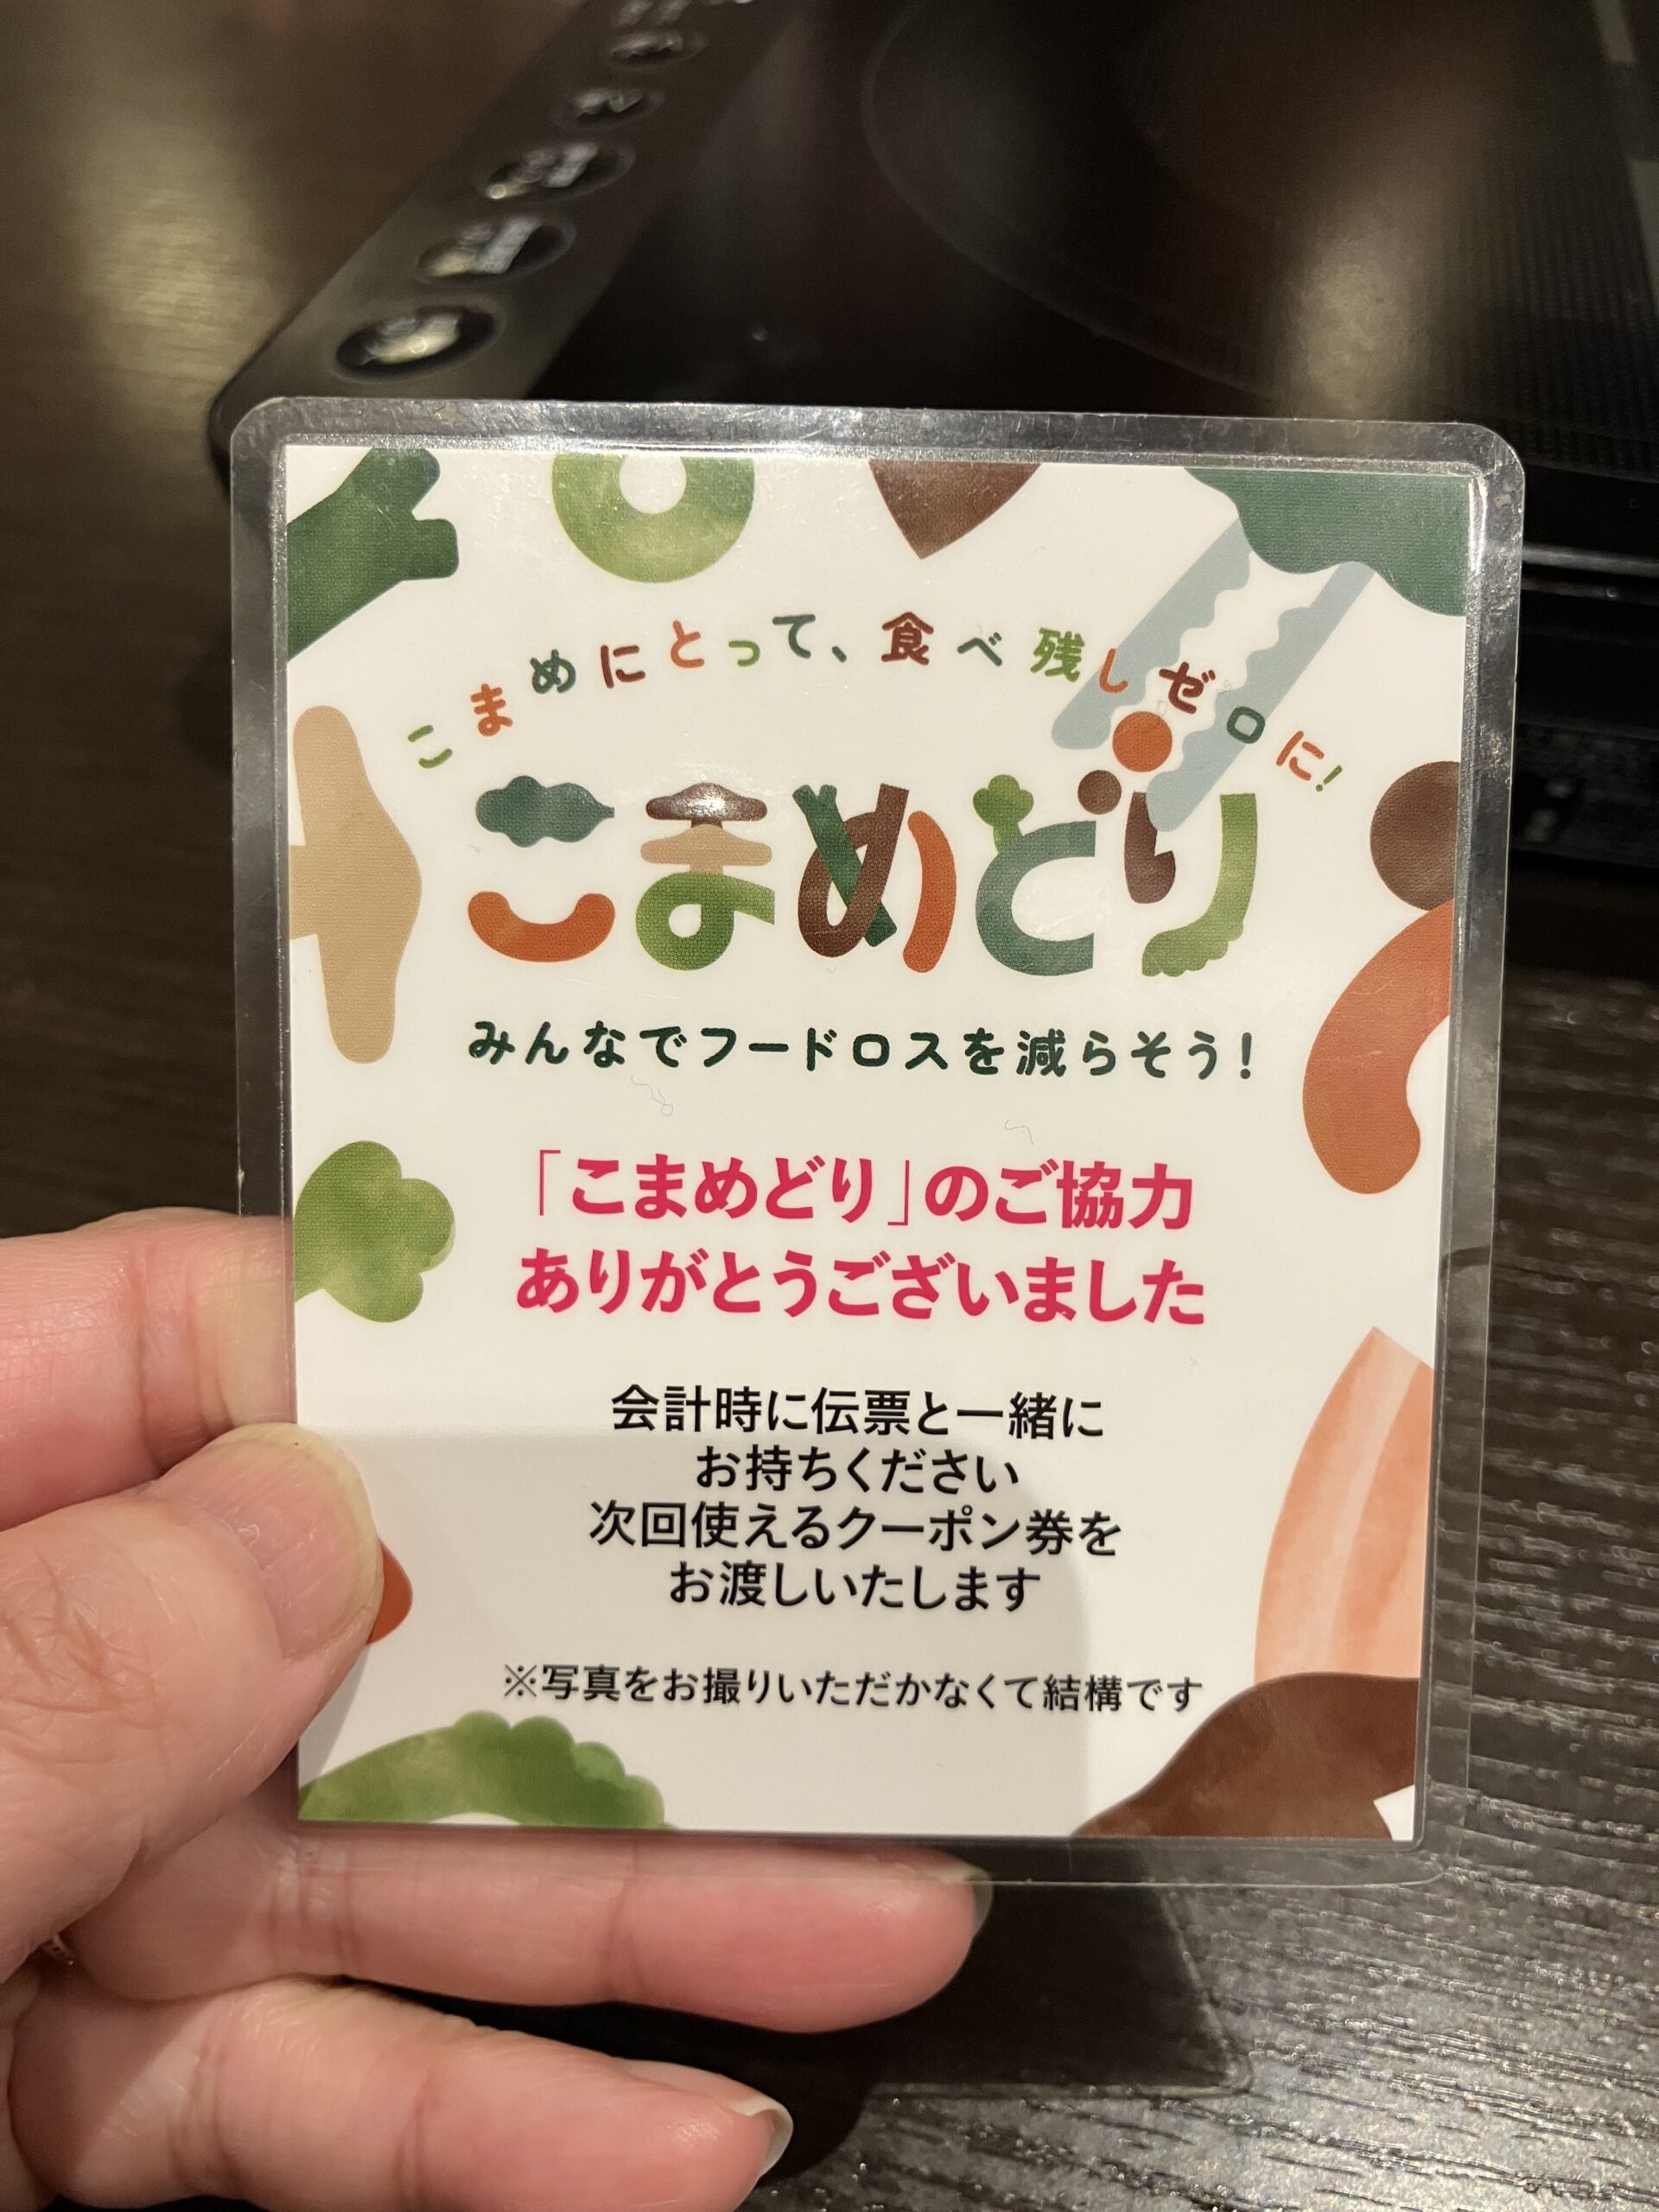 こまめにとって、食べ残しゼロに!
こまめどり
みんなでフードロスを減らそう!
「こまめどり」のご協力
ありがとうございました
会計時に伝票と一緒に
お持ちください
次回使えるクーポン券を
お渡しいたします
※写真をお撮りいただかなくて結構です